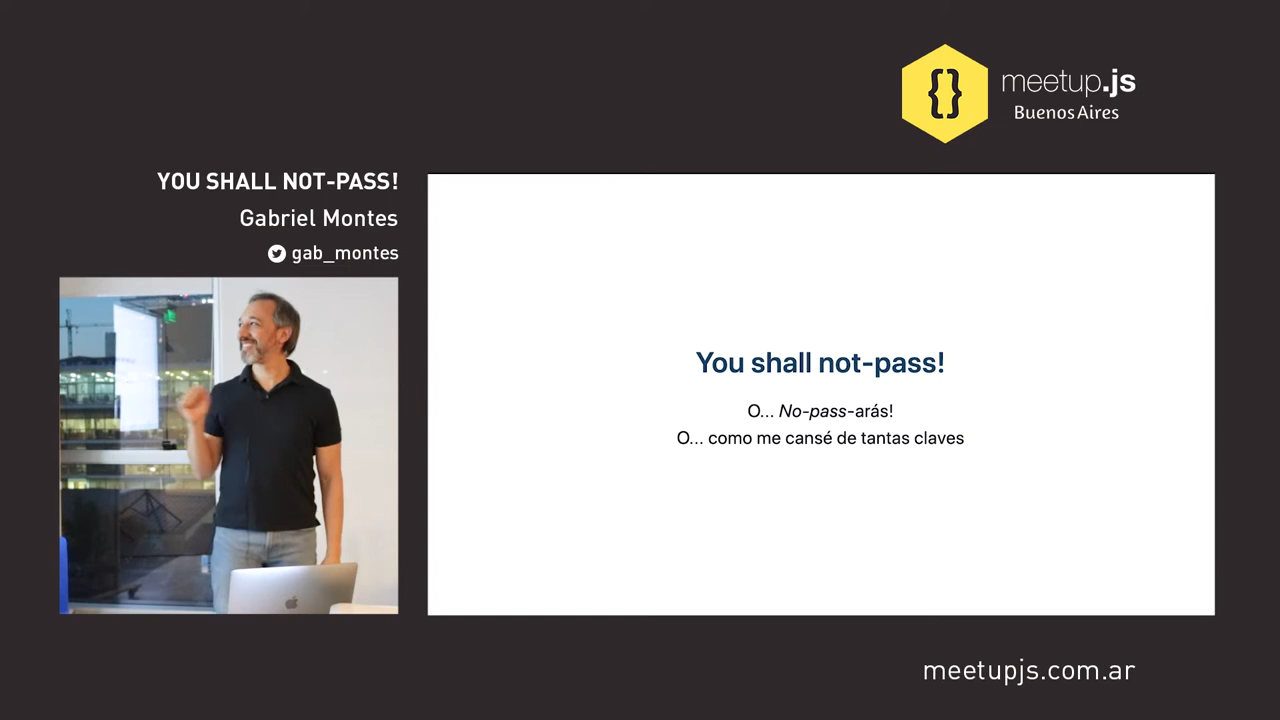 {} meetup.js
Buenos Aires
YOU SHALL NOT-PASS!
Gabriel Montes
gab_montes
You shall not-pass!
O... No-pass-arás!
O... como me cansé de tantas claves
meetupjs.com.ar